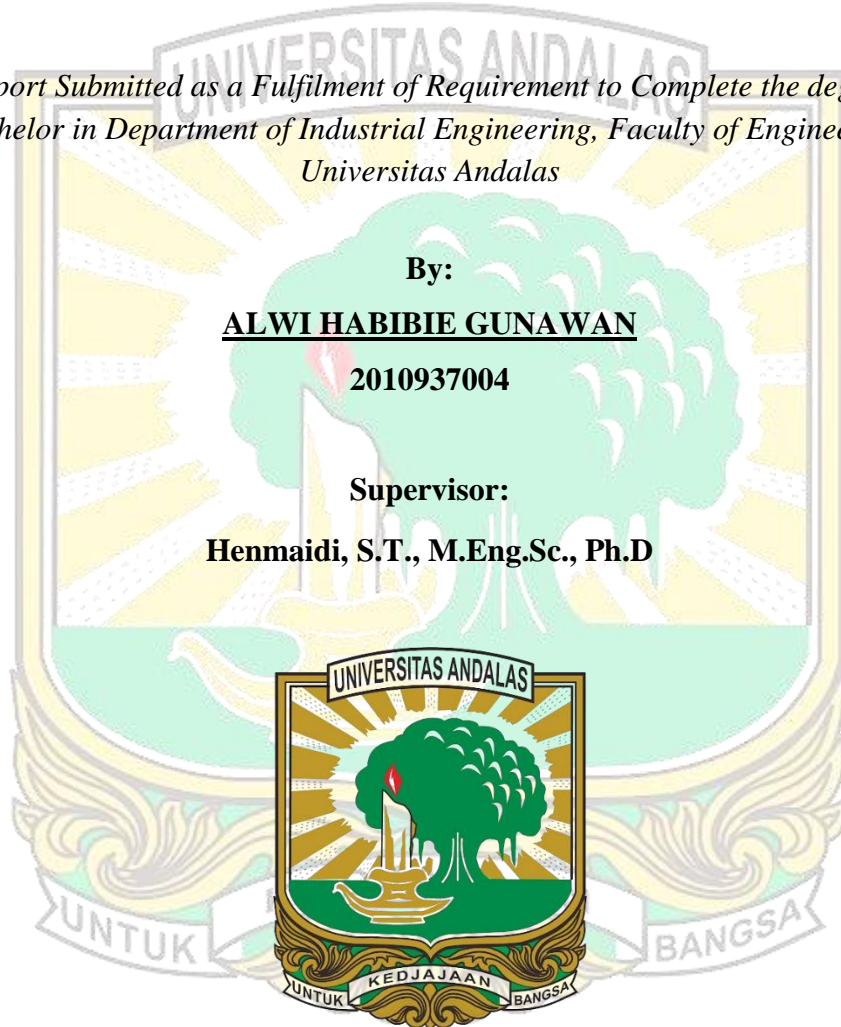 UNIVERSITAS ANDALAS
port Submitted as a Fulfilment of Requirement to Complete the deg
helor in Department of Industrial Engineering, Faculty of Enginee
Universitas Andalas
By:
ALWI HABIBIE GUNAWAN
2010937004
Supervisor:
Henmaidi, S.T., M.Eng.Sc., Ph.D
UNIVERSITAS ANDALAS
UNTUK
BANGSA
UNTUK KEDJAJAAN BANGSA